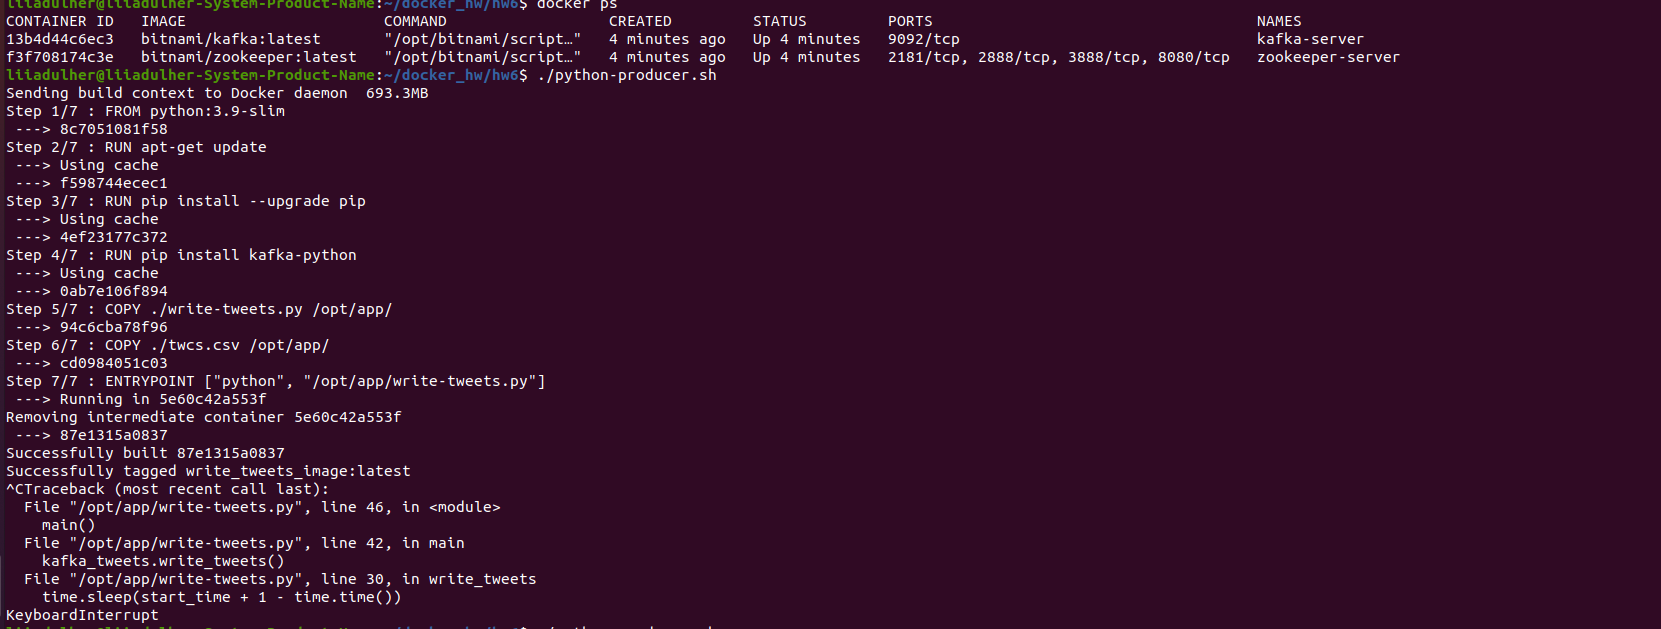 liiadulher@liiadulher-System-Product-Name:~/docker_hw/hw6$ docker ps
CONTAINER ID   IMAGE                      COMMAND                  CREATED         STATUS         PORTS                                    NAMES
13b4d44c6ec3   bitnami/kafka:latest       "/opt/bitnami/script…"   4 minutes ago   Up 4 minutes   9092/tcp                                 kafka-server
f3f708174c3e   bitnami/zookeeper:latest   "/opt/bitnami/script…"   4 minutes ago   Up 4 minutes   2181/tcp, 2888/tcp, 3888/tcp, 8080/tcp   zookeeper-server
liiadulher@liiadulher-System-Product-Name:~/docker_hw/hw6$ ./python-producer.sh
Sending build context to Docker daemon  693.3MB
Step 1/7 : FROM python:3.9-slim
 ---> 8c7051081f58
Step 2/7 : RUN apt-get update
 ---> Using cache
 ---> f598744ecec1
Step 3/7 : RUN pip install --upgrade pip
 ---> Using cache
 ---> 4ef23177c372
Step 4/7 : RUN pip install kafka-python
 ---> Using cache
 ---> 0ab7e106f894
Step 5/7 : COPY ./write-tweets.py /opt/app/
 ---> 94c6cba78f96
Step 6/7 : COPY ./twcs.csv /opt/app/
 ---> cd0984051c03
Step 7/7 : ENTRYPOINT ["python", "/opt/app/write-tweets.py"]
 ---> Running in 5e60c42a553f
Removing intermediate container 5e60c42a553f
 ---> 87e1315a0837
Successfully built 87e1315a0837
Successfully tagged write_tweets_image:latest
^CTraceback (most recent call last):
  File "/opt/app/write-tweets.py", line 46, in <module>
    main()
  File "/opt/app/write-tweets.py", line 42, in main
    kafka_tweets.write_tweets()
  File "/opt/app/write-tweets.py", line 30, in write_tweets
    time.sleep(start_time + 1 - time.time())
KeyboardInterrupt